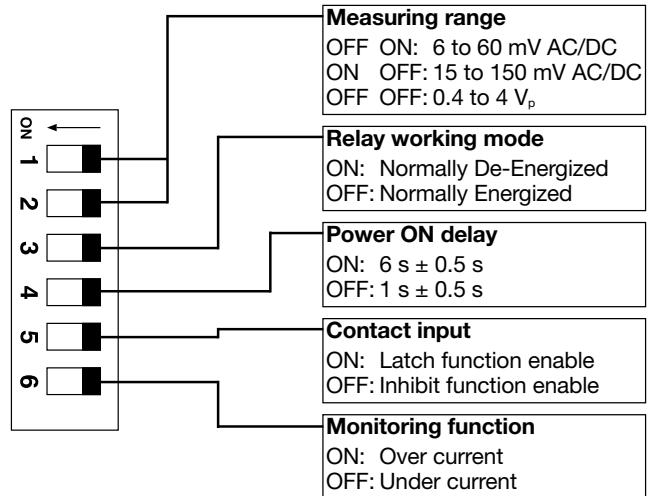 Measuring range
OFF ON: 6 to 60 mV AC/DC
ON OFF: 15 to 150 mV AC/DC
OFF OFF: 0.4 to 4 Vp
ON
1
2
3
4
5
6
Relay working mode
ON: Normally De-Energized
OFF: Normally Energized
Power ON delay
ON: 6 s ± 0.5 s
OFF: 1 s ± 0.5 s
Contact input
ON: Latch function enable
OFF: Inhibit function enable
Monitoring function
ON: Over current
OFF: Under current